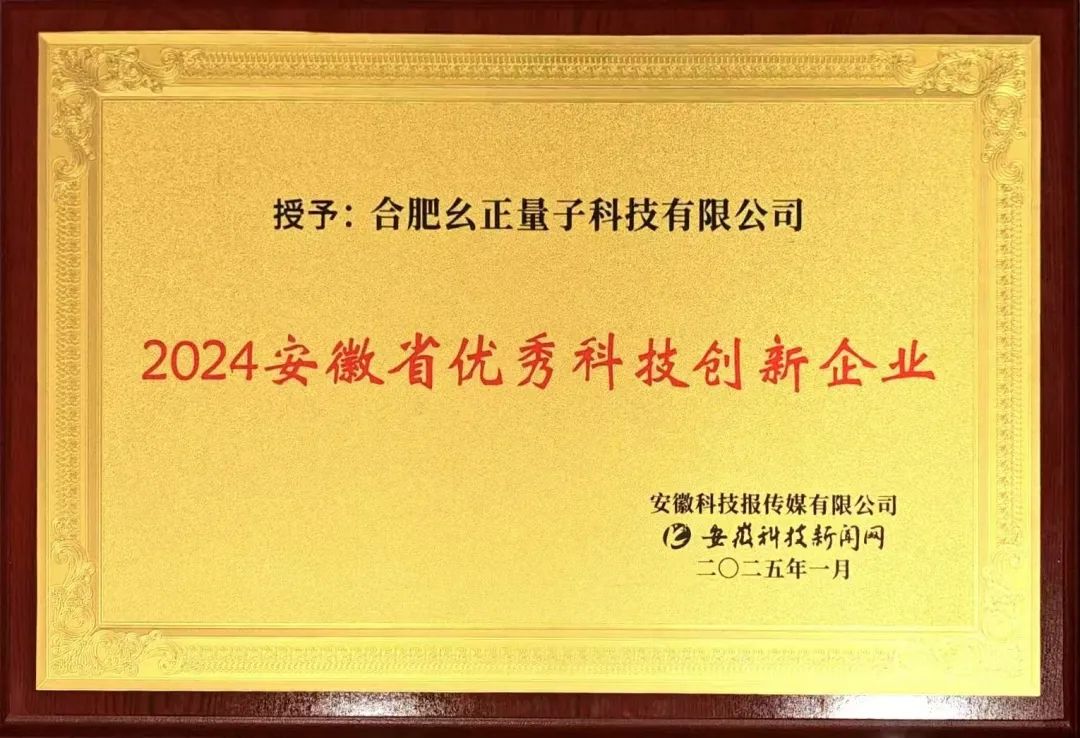 授予：合肥幺正量子科技有限公司
2024安徽省优秀科技创新企业
安徽科技报传媒有限公司
安徽科技新闻网
二〇二五年一月